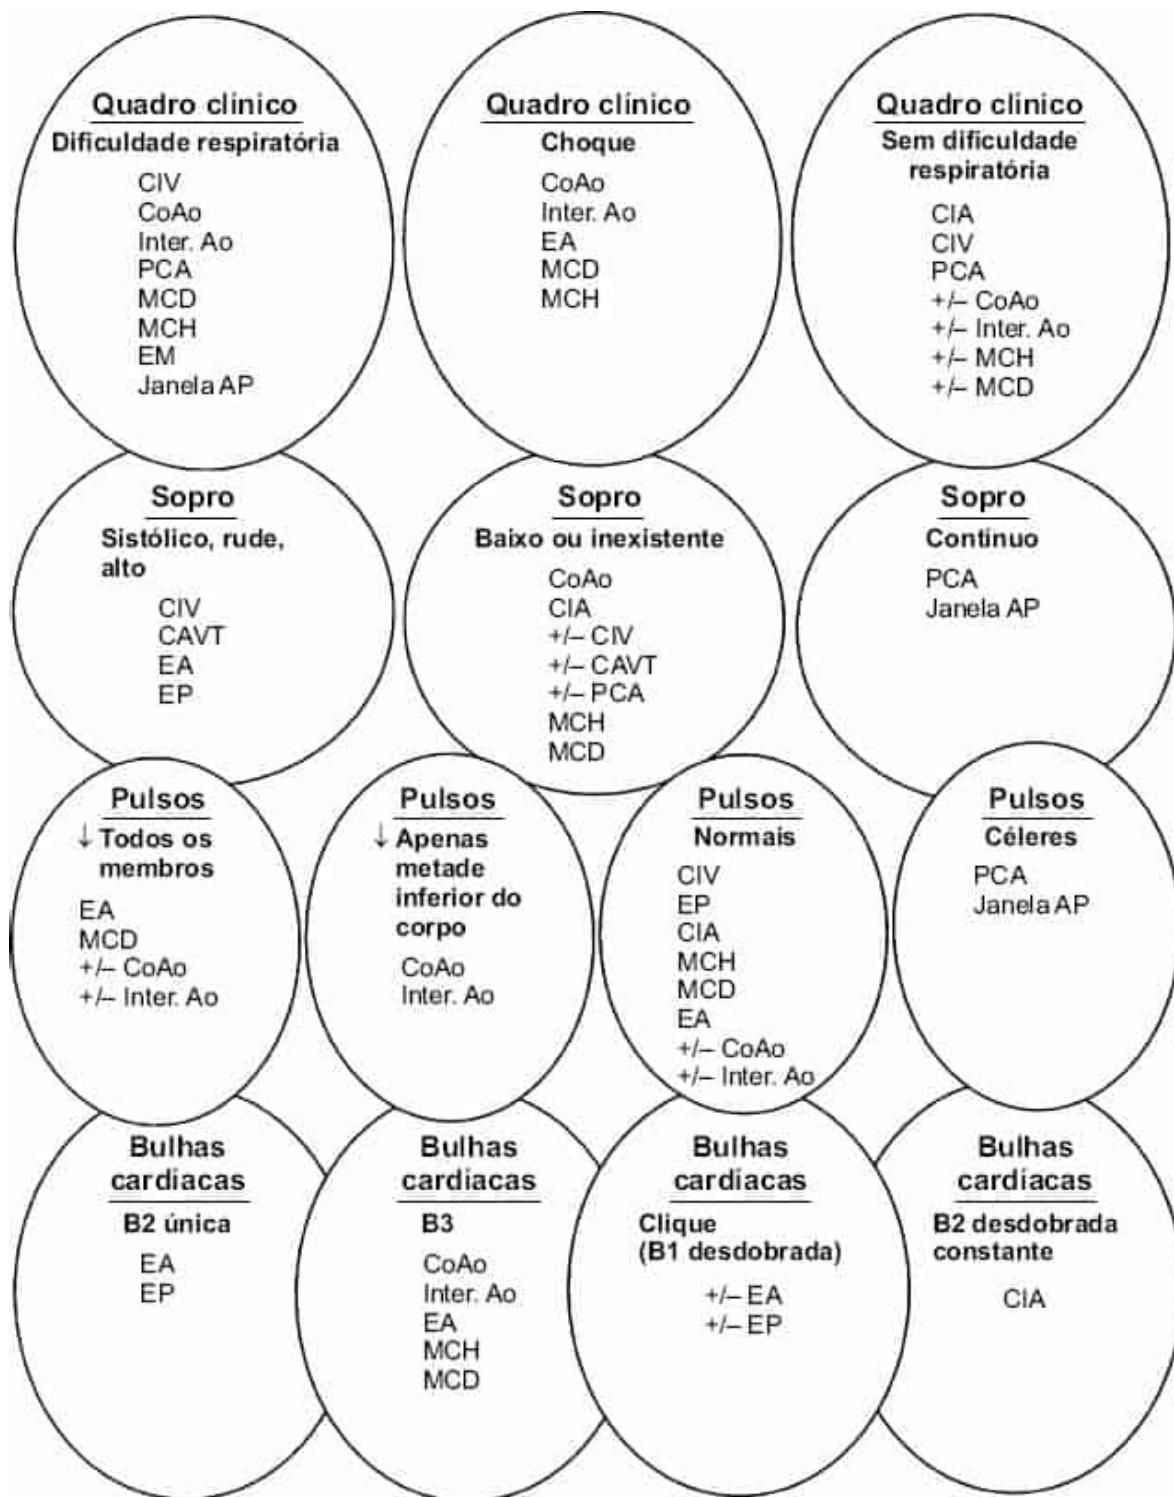 Quadro clínico
Dificuldade respiratória
CIV
CoAo
Inter. Ao
PCA
MCD
MCH
EM
Janela AP
Quadro clínico
Choque
CoAo
Inter. Ao
EA
MCD
MCH
Quadro clínico
Sem dificuldade
respiratória
CIA
CIV
PCA
+/– CoAo
+/– Inter. Ao
+/– MCH
+/– MCD
Sopro
Sistólico, rude,
alto
CIV
CAVT
EA
EP
Sopro
Baixo ou inexistente
CoAo
CIA
+/– CIV
+/– CAVT
+/– PCA
MCH
MCD
Sopro
Contínuo
PCA
Janela AP
Pulsos
↓ Todos os
membros
EA
MCD
+/– CoAo
+/– Inter. Ao
Pulsos
↓ Apenas
metade
inferior do
corpo
CoAo
Inter. Ao
Pulsos
Normais
CIV
EP
CIA
MCH
MCD
EA
+/– CoAo
+/– Inter. Ao
Pulsos
Céleres
PCA
Janela AP
Bulhas
cardíacas
B2 única
EA
EP
Bulhas
cardíacas
B3
CoAo
Inter. Ao
EA
MCH
MCD
Bulhas
cardíacas
Clique
(B1 desdobrada)
+/– EA
+/– EP
Bulhas
cardíacas
B2 desdobrada
constante
CIA